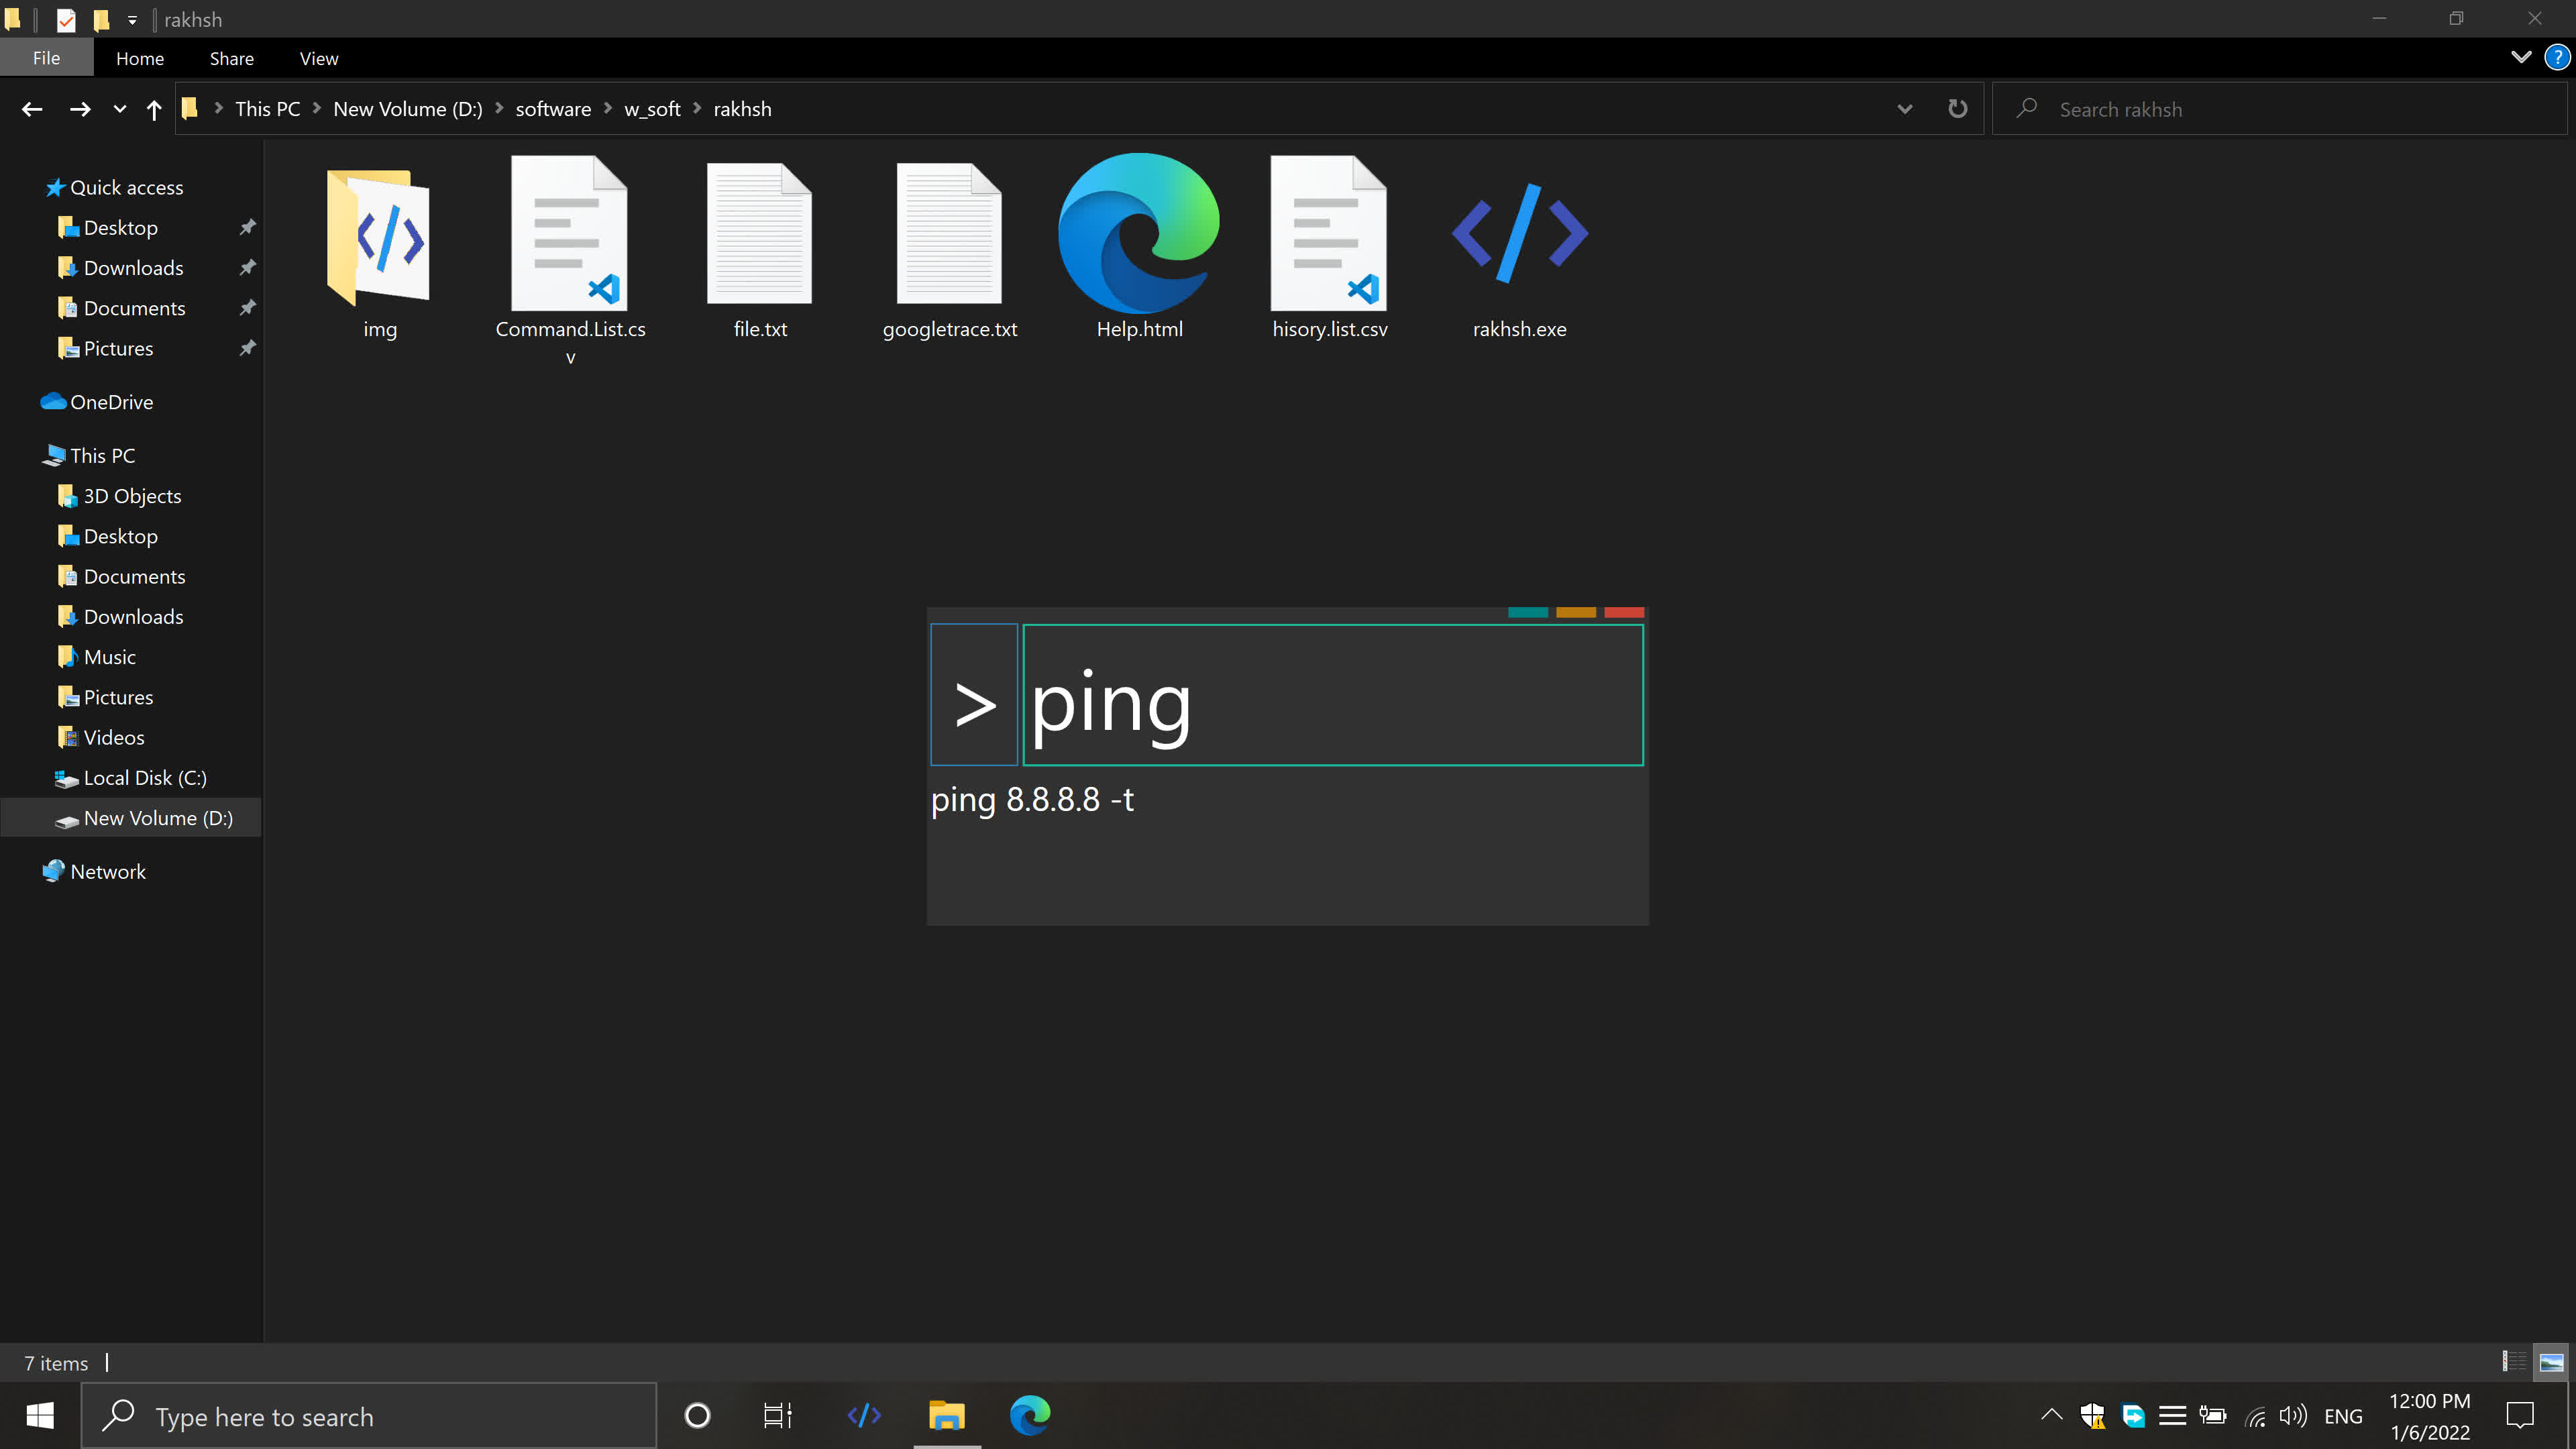 rakhsh
File Home Share View
This PC New Volume (D:) software w_soft rakhsh
Search rakhsh
Quick access
Desktop
Downloads
Documents
Pictures
OneDrive
This PC
3D Objects
Desktop
Documents
Downloads
Music
Pictures
Videos
Local Disk (C:)
New Volume (D:)
Network
img
Command.List.cs
v
file.txt
googletrace.txt
Help.html
hisory.list.csv
rakhsh.exe
> ping
ping 8.8.8.8 -t
7 items
Type here to search
ENG
12:00 PM
1/6/2022